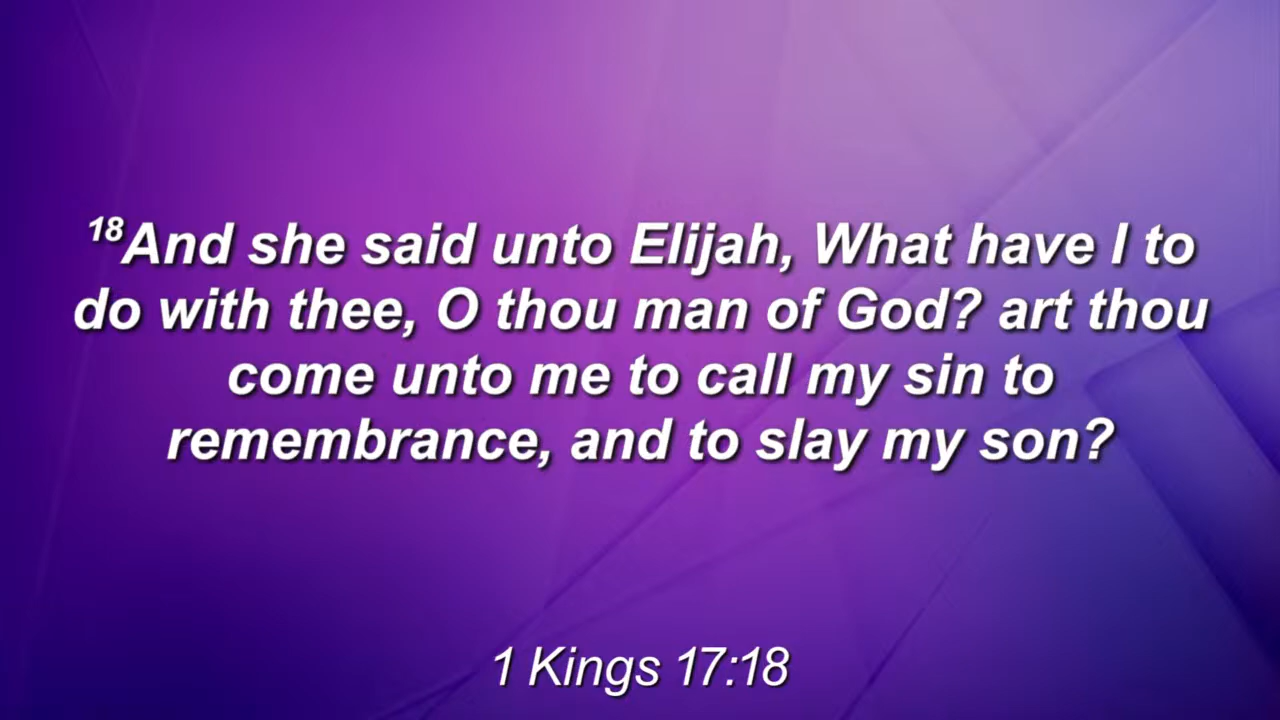 18And she said unto Elijah, What have I to
do with thee, O thou man of God? art thou
come unto me to call my sin to
remembrance, and to slay my son?
1 Kings 17:18